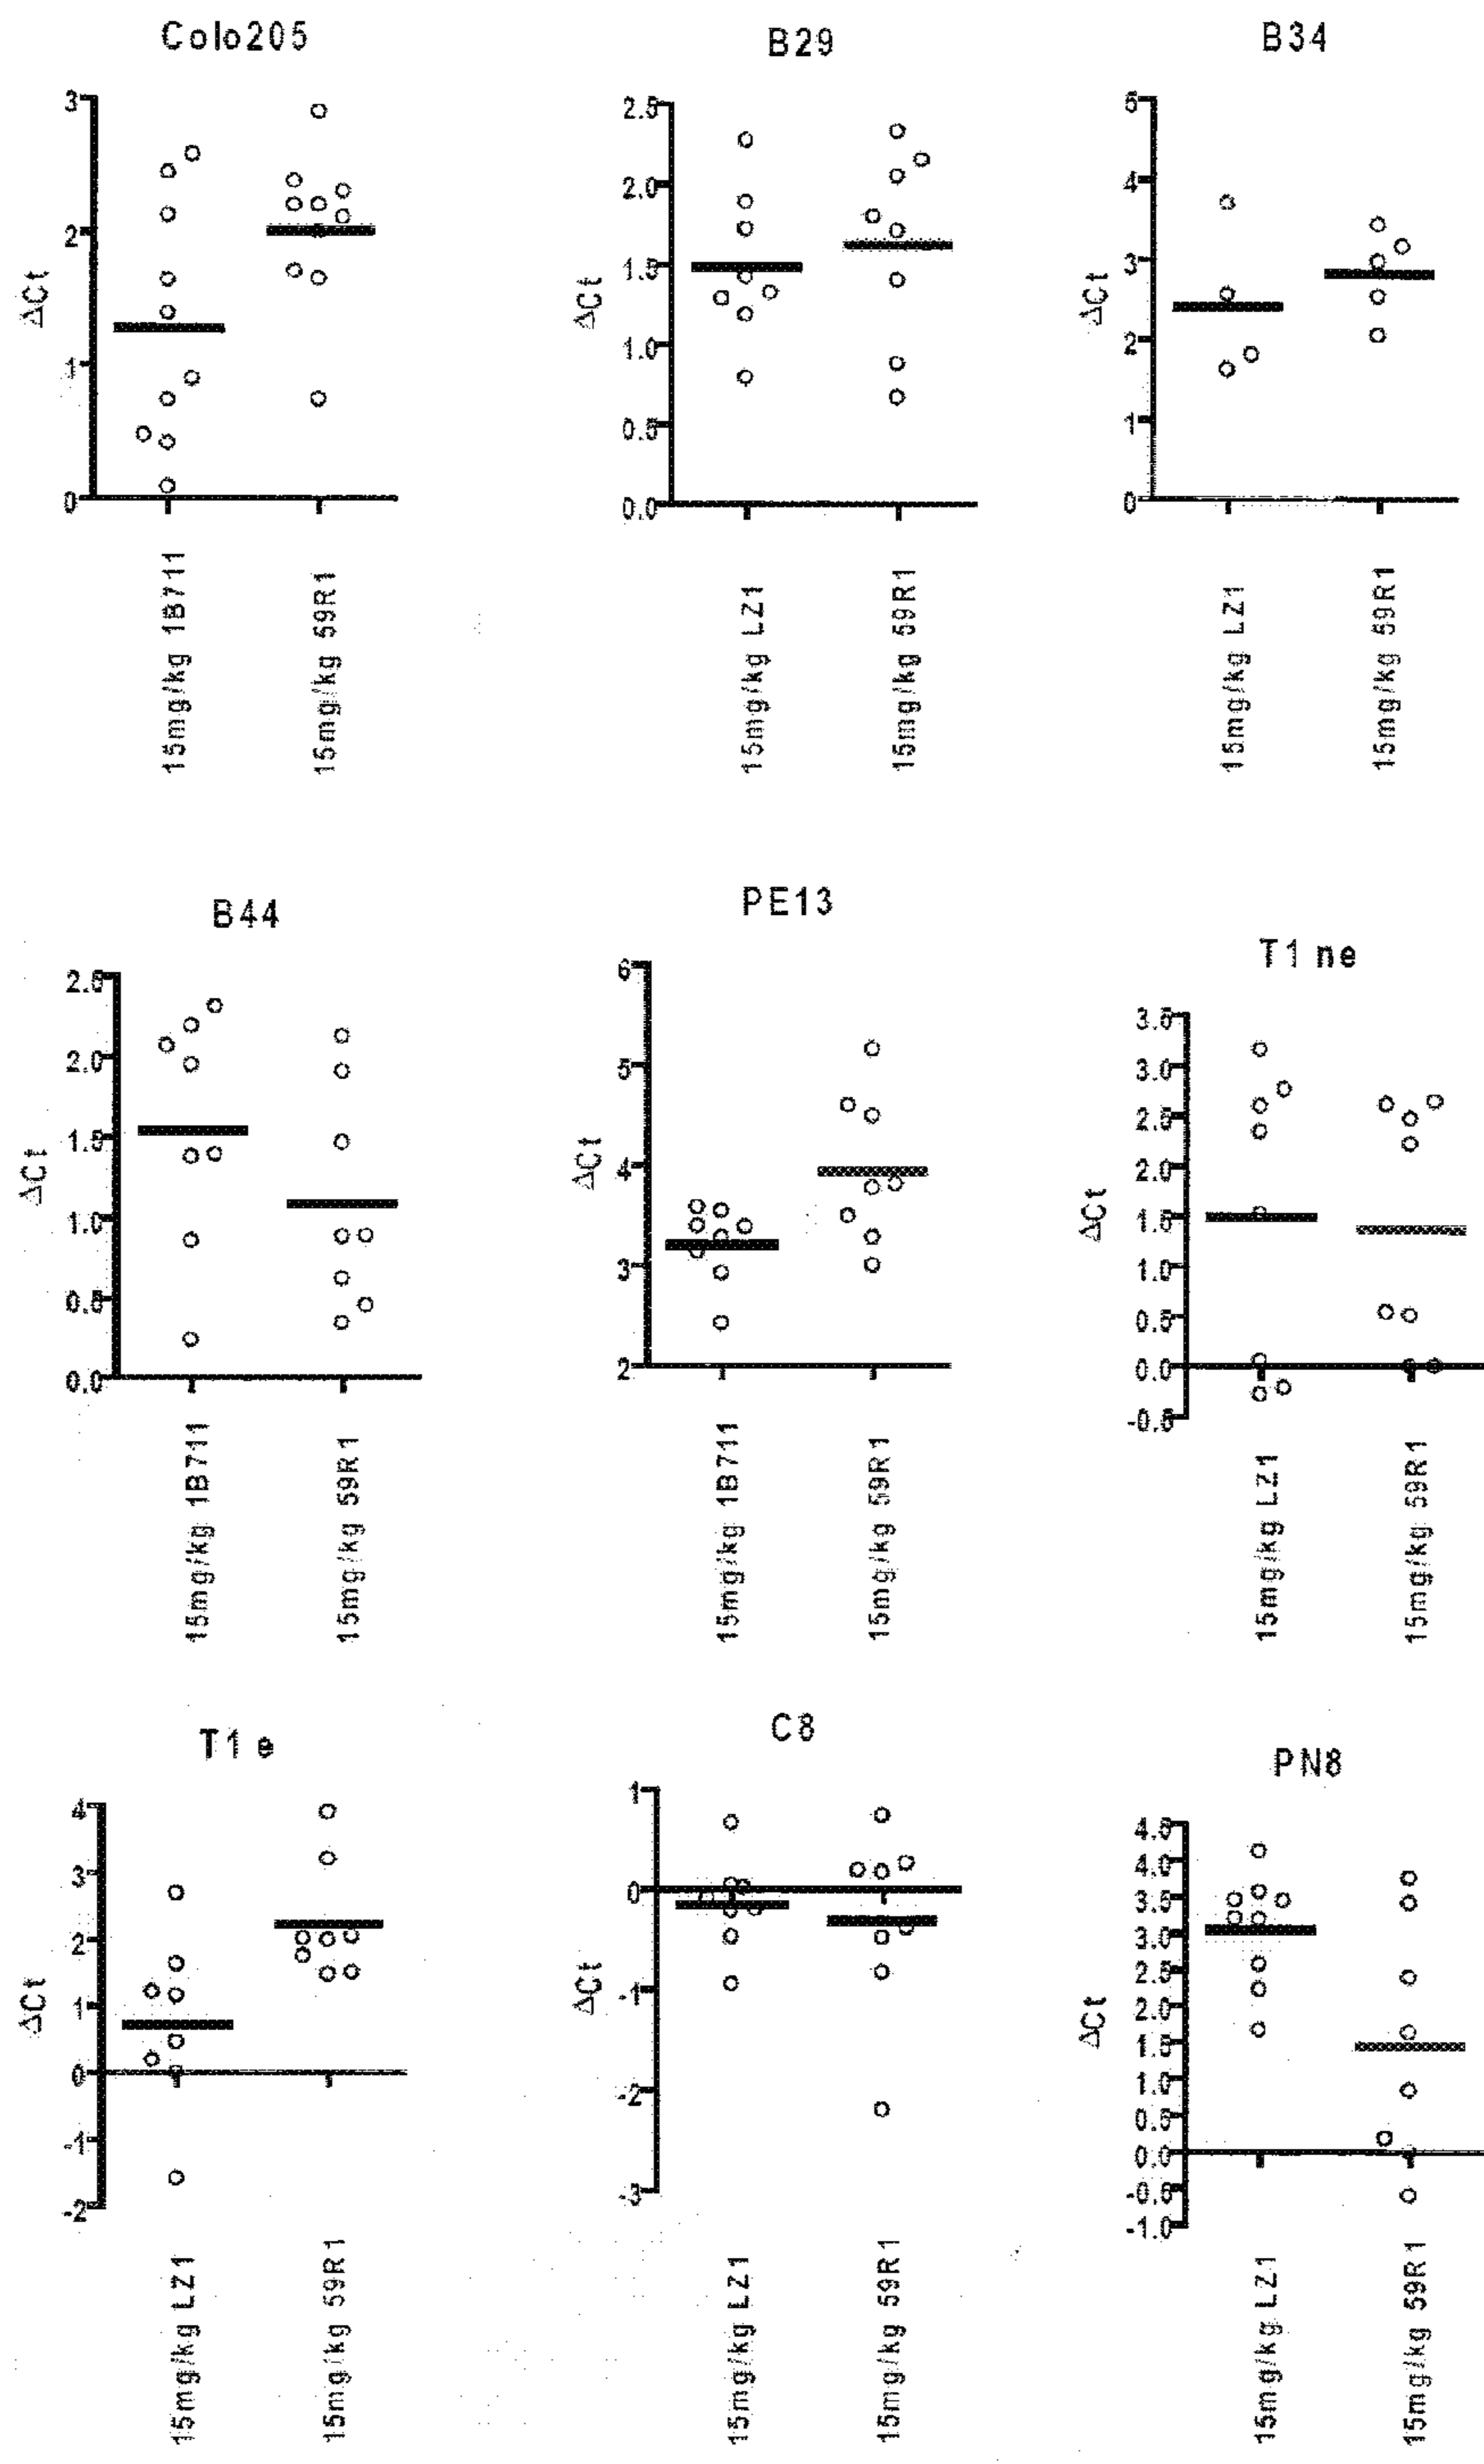 Colo205
B29
B34
ΔCt
3
2
1
0
15mg/kg 1B711
15mg/kg 59R1
ΔCt
2.5
2.0
1.5
1.0
0.5
0.0
15mg/kg LZ1
15mg/kg 59R1
ΔCt
5
4
3
2
1
0
15mg/kg LZ1
15mg/kg 59R1
B44
PE13
T1 ne
ΔCt
2.5
2.0
1.5
1.0
0.5
0.0
15mg/kg 1B711
15mg/kg 59R1
ΔCt
6
5
4
3
2
15mg/kg 1B711
15mg/kg 59R1
ΔCt
3.5
3.0
2.5
2.0
1.5
1.0
0.5
0.0
-0.5
15mg/kg LZ1
15mg/kg 59R1
T1 e
C8
PN8
ΔCt
4
3
2
1
0
-1
-2
15mg/kg LZ1
15mg/kg 59R1
ΔCt
1
0
-1
-2
-3
15mg/kg LZ1
15mg/kg 59R1
ΔCt
4.5
4.0
3.5
3.0
2.5
2.0
1.5
1.0
0.5
0.0
-0.5
-1.0
15mg/kg LZ1
15mg/kg 59R1